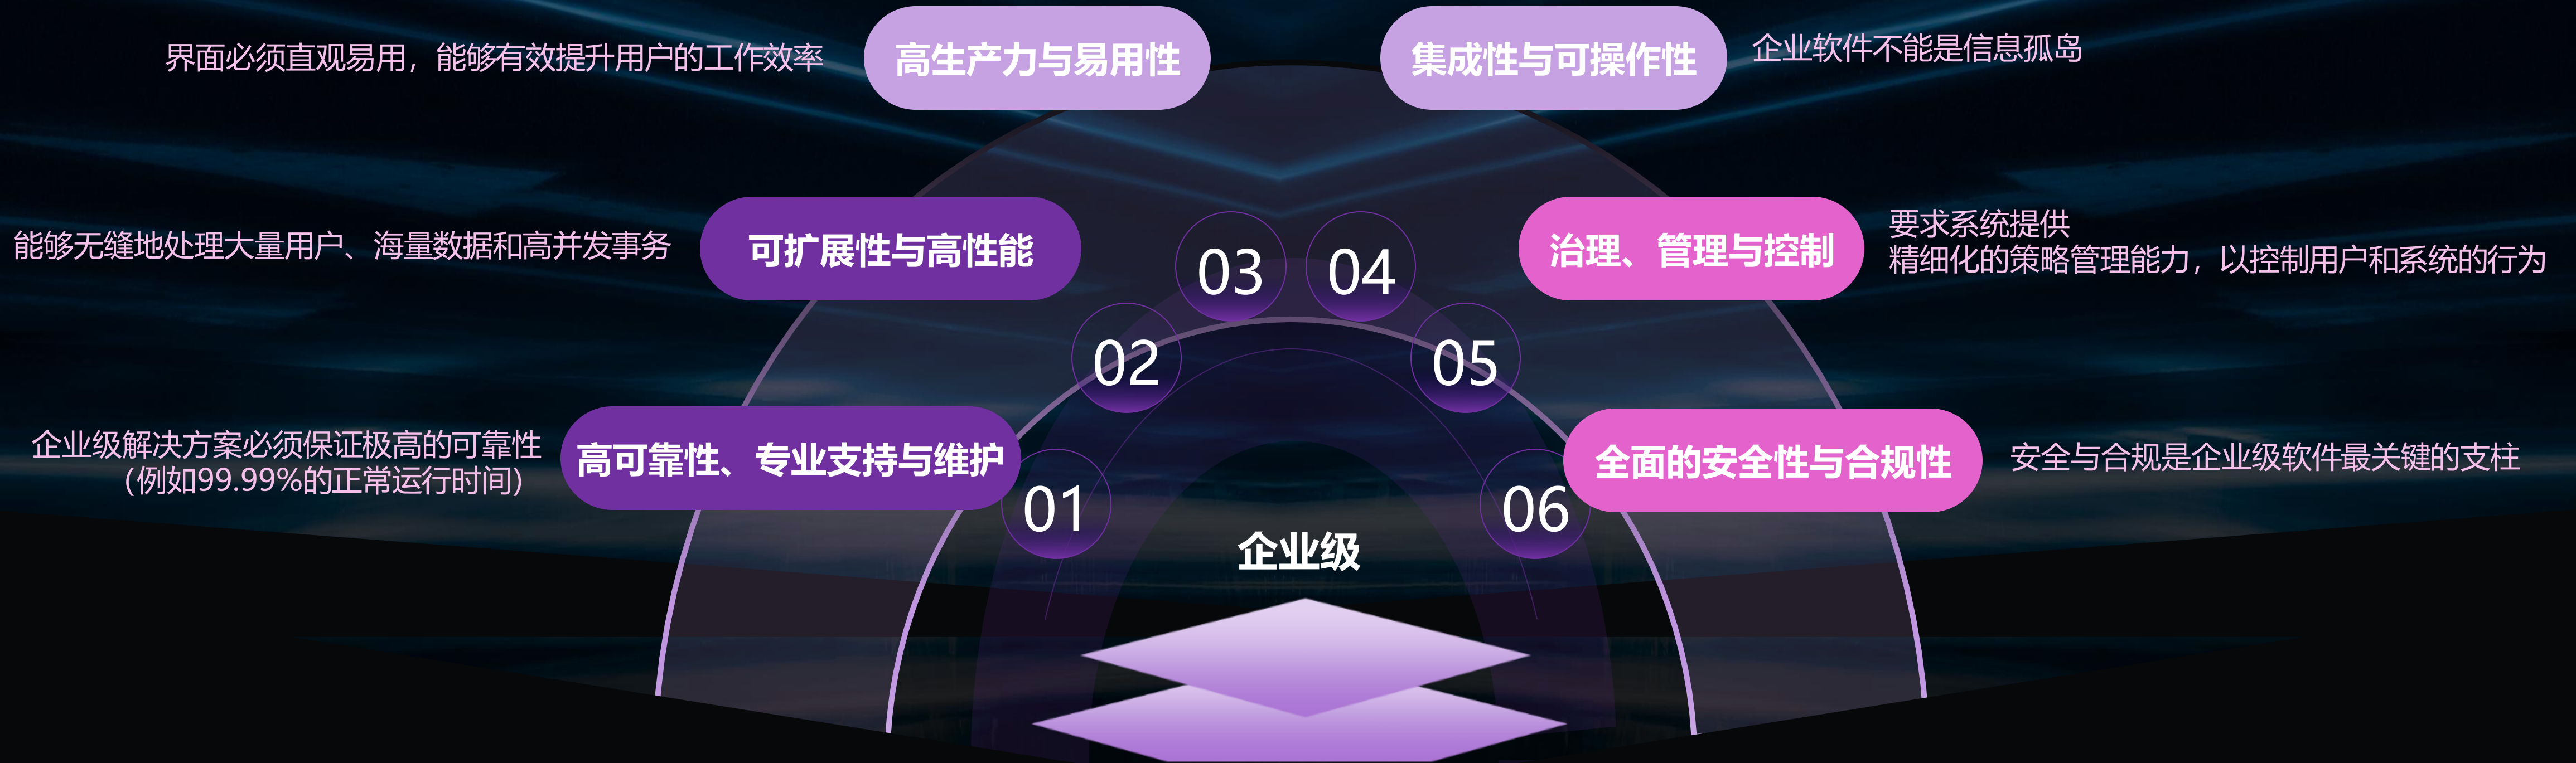 界面必须直观易用，能够有效提升用户的工作效率
高生产力与易用性
集成性与可操作性
企业软件不能是信息孤岛
能够无缝地处理大量用户、海量数据和高并发事务
可扩展性与高性能
03
04
治理、管理与控制
要求系统提供
精细化的策略管理能力，以控制用户和系统的行为
02
05
企业级解决方案必须保证极高的可靠性
（例如99.99%的正常运行时间）
高可靠性、专业支持与维护
01
06
全面的安全性与合规性
安全与合规是企业级软件最关键的支柱
企业级